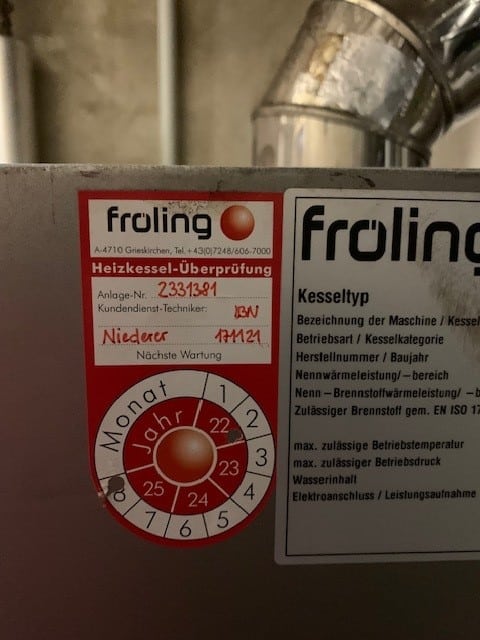 froling
A-4710 Grieskirchen, Tel. +43(0)7248/606-7000
Heizkessel-Überprüfung
Anlage-Nr. 2331381
Kundendienst-Techniker: IBN
Niederer 171121
Nächste Wartung
Monat
Jahr
1
2
3
4
5
6
7
8
22
23
24
25
froling
Kesseltyp
Bezeichnung der Maschine / Kessel
Betriebsart / Kesselkategorie
Herstellnummer / Baujahr
Nennwärmeleistung/–bereich
Nenn–Brennstoffwärmeleistung/
Zulässiger Brennstoff gem. EN ISO 17
max. zulässige Betriebstemperatur
max. zulässiger Betriebsdruck
Wasserinhalt
Elektroanschluss / Leistungsaufnahme